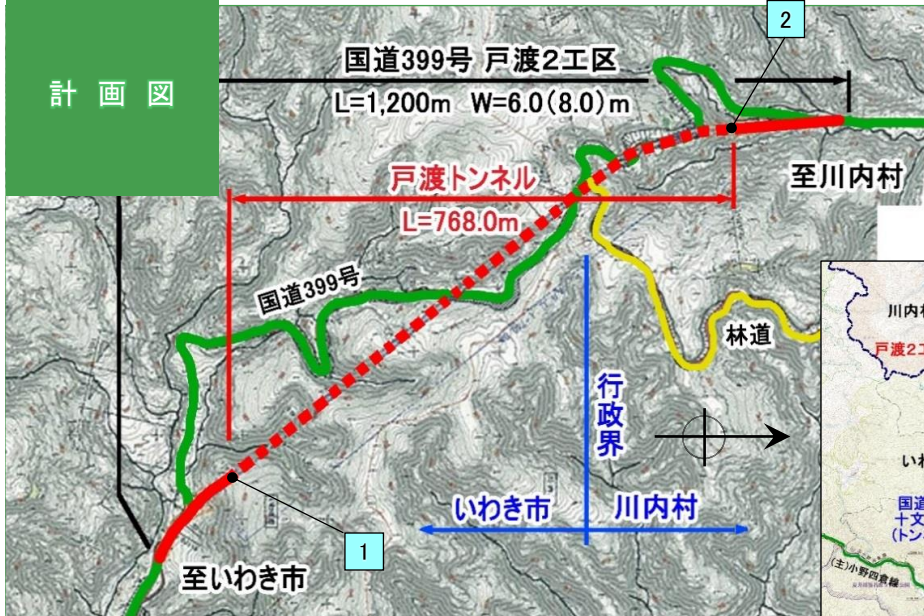 計画図
2
国道399号 戸渡2工区
L=1,200m W=6.0(8.0)m
至川内村
戸渡トンネル
L=768.0m
国道399号
林道
行政界
いわき市
川内村
1
至いわき市
川内村
戸渡2工
いわ
国道
十文
(トン
(主)小野四倉線